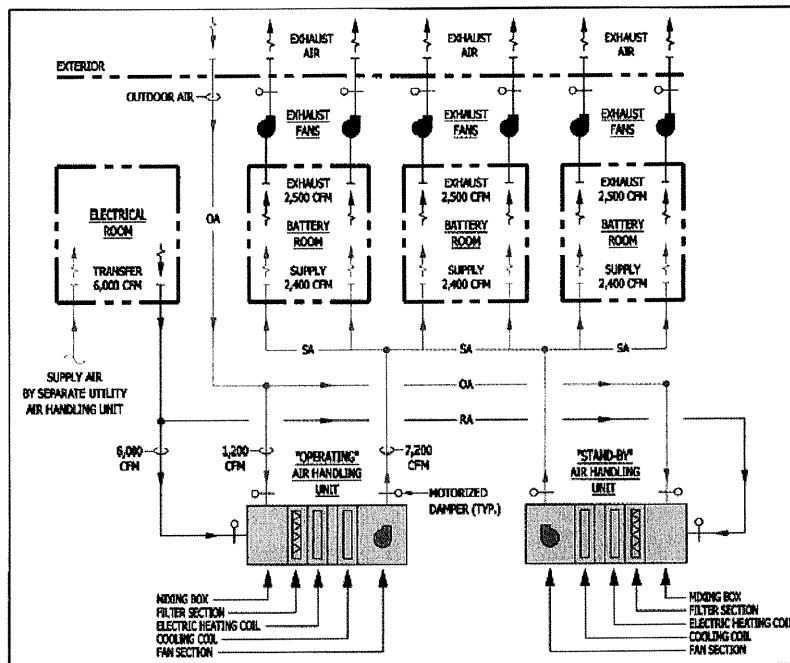 EXHAUST AIR
EXHAUST AIR
EXHAUST AIR
EXTERIOR
OUTDOOR AIR
EXHAUST FANS
EXHAUST FANS
EXHAUST FANS
OA
ELECTRICAL ROOM
TRANSFER 6,000 CFM
EXHAUST 2,500 CFM
BATTERY ROOM
SUPPLY 2,400 CFM
EXHAUST 2,500 CFM
BATTERY ROOM
SUPPLY 2,400 CFM
EXHAUST 2,500 CFM
BATTERY ROOM
SUPPLY 2,400 CFM
SA
SA
SA
SUPPLY AIR
BY SEPARATE UTILITY
AIR HANDLING UNIT
OA
RA
6,000 CFM
1,200 CFM
7,200 CFM
"OPERATING"
AIR HANDLING
UNIT
MOTORIZED
DAMPER (TYP.)
"STAND-BY"
AIR HANDLING
UNIT
MIXING BOX
FILTER SECTION
ELECTRIC HEATING COIL
COOLING COIL
FAN SECTION
MIXING BOX
FILTER SECTION
ELECTRIC HEATING COIL
COOLING COIL
FAN SECTION